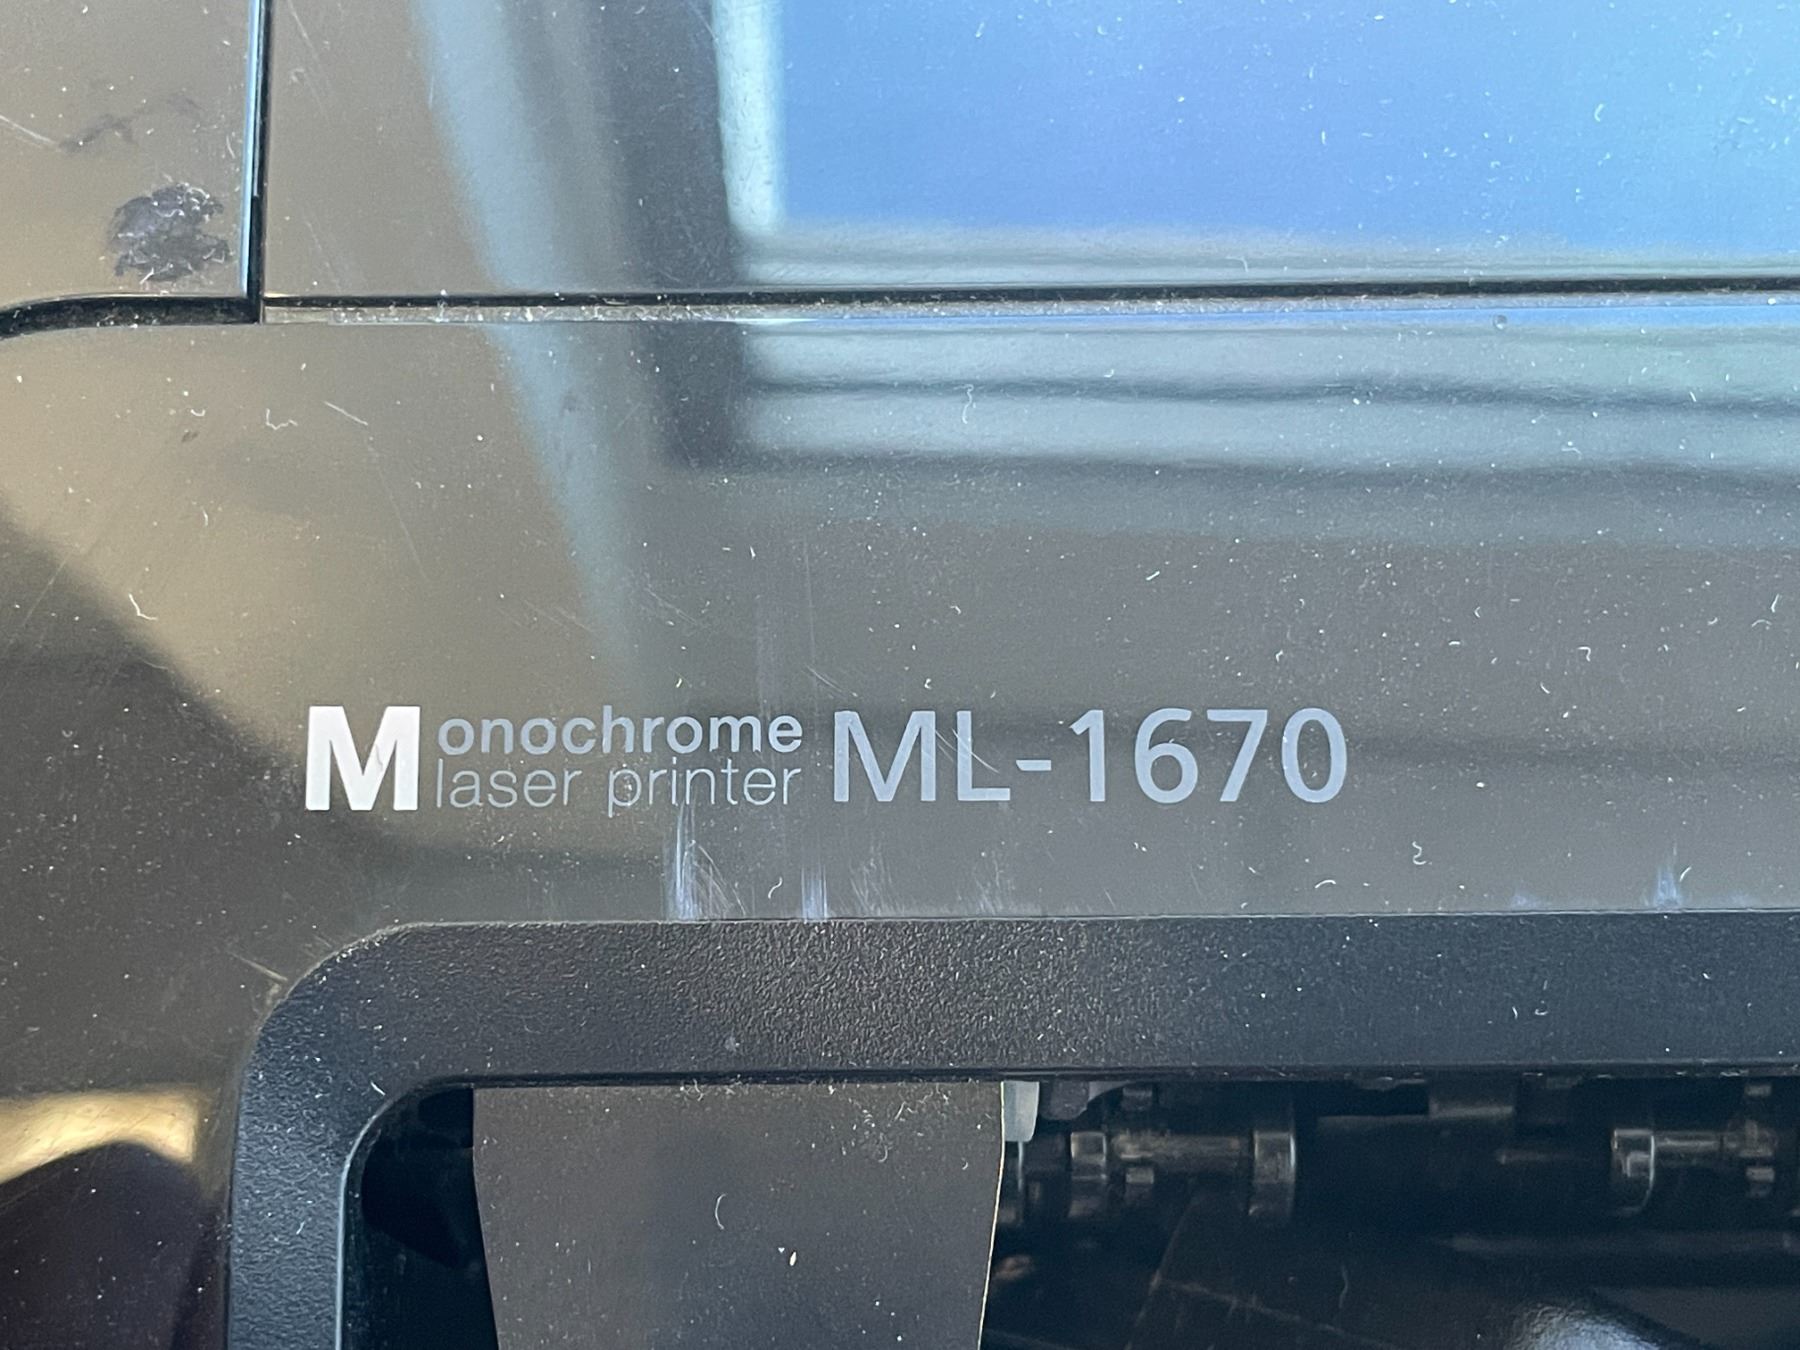 Monochrome
laser printer
ML-1670